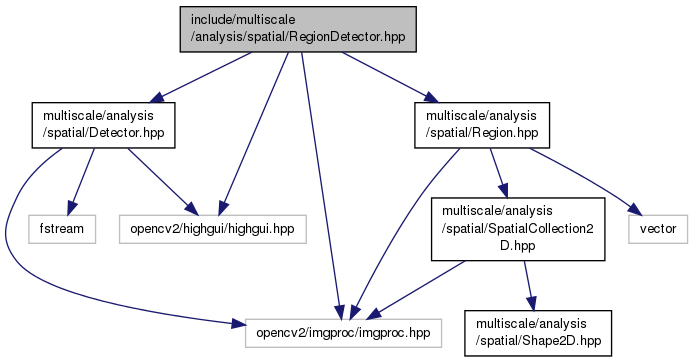 include/multiscale
/analysis/spatial/RegionDetector.hpp
multiscale/analysis
/spatial/Detector.hpp
multiscale/analysis
/spatial/Region.hpp
fstream
opencv2/highgui/highgui.hpp
multiscale/analysis
/spatial/SpatialCollection2
D.hpp
vector
opencv2/imgproc/imgproc.hpp
multiscale/analysis
/spatial/Shape2D.hpp